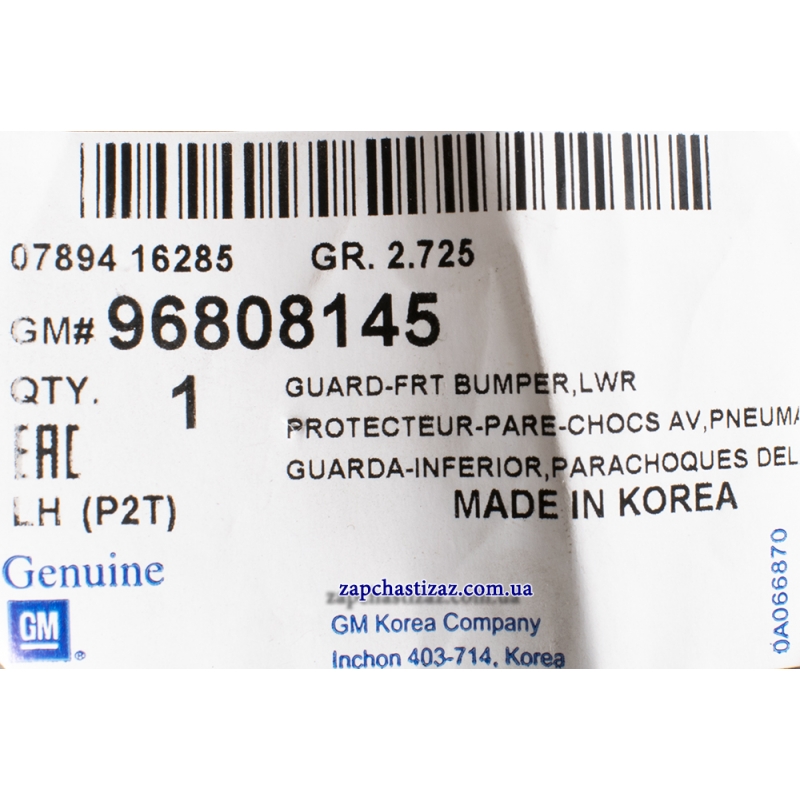 07894 16285 GR. 2.725
GM# 96808145
QTY. 1 GUARD-FRT BUMPER,LWR
PROTECTEUR-PARE-CHOCS AV,PNEUMA
EAC GUARDA-INFERIOR,PARACHOQUES DEL
LH (P2T) MADE IN KOREA
Genuine
GM ®
zapchastizaz.com.ua
GM Korea Company
Inchon 403-714, Korea
0A066870